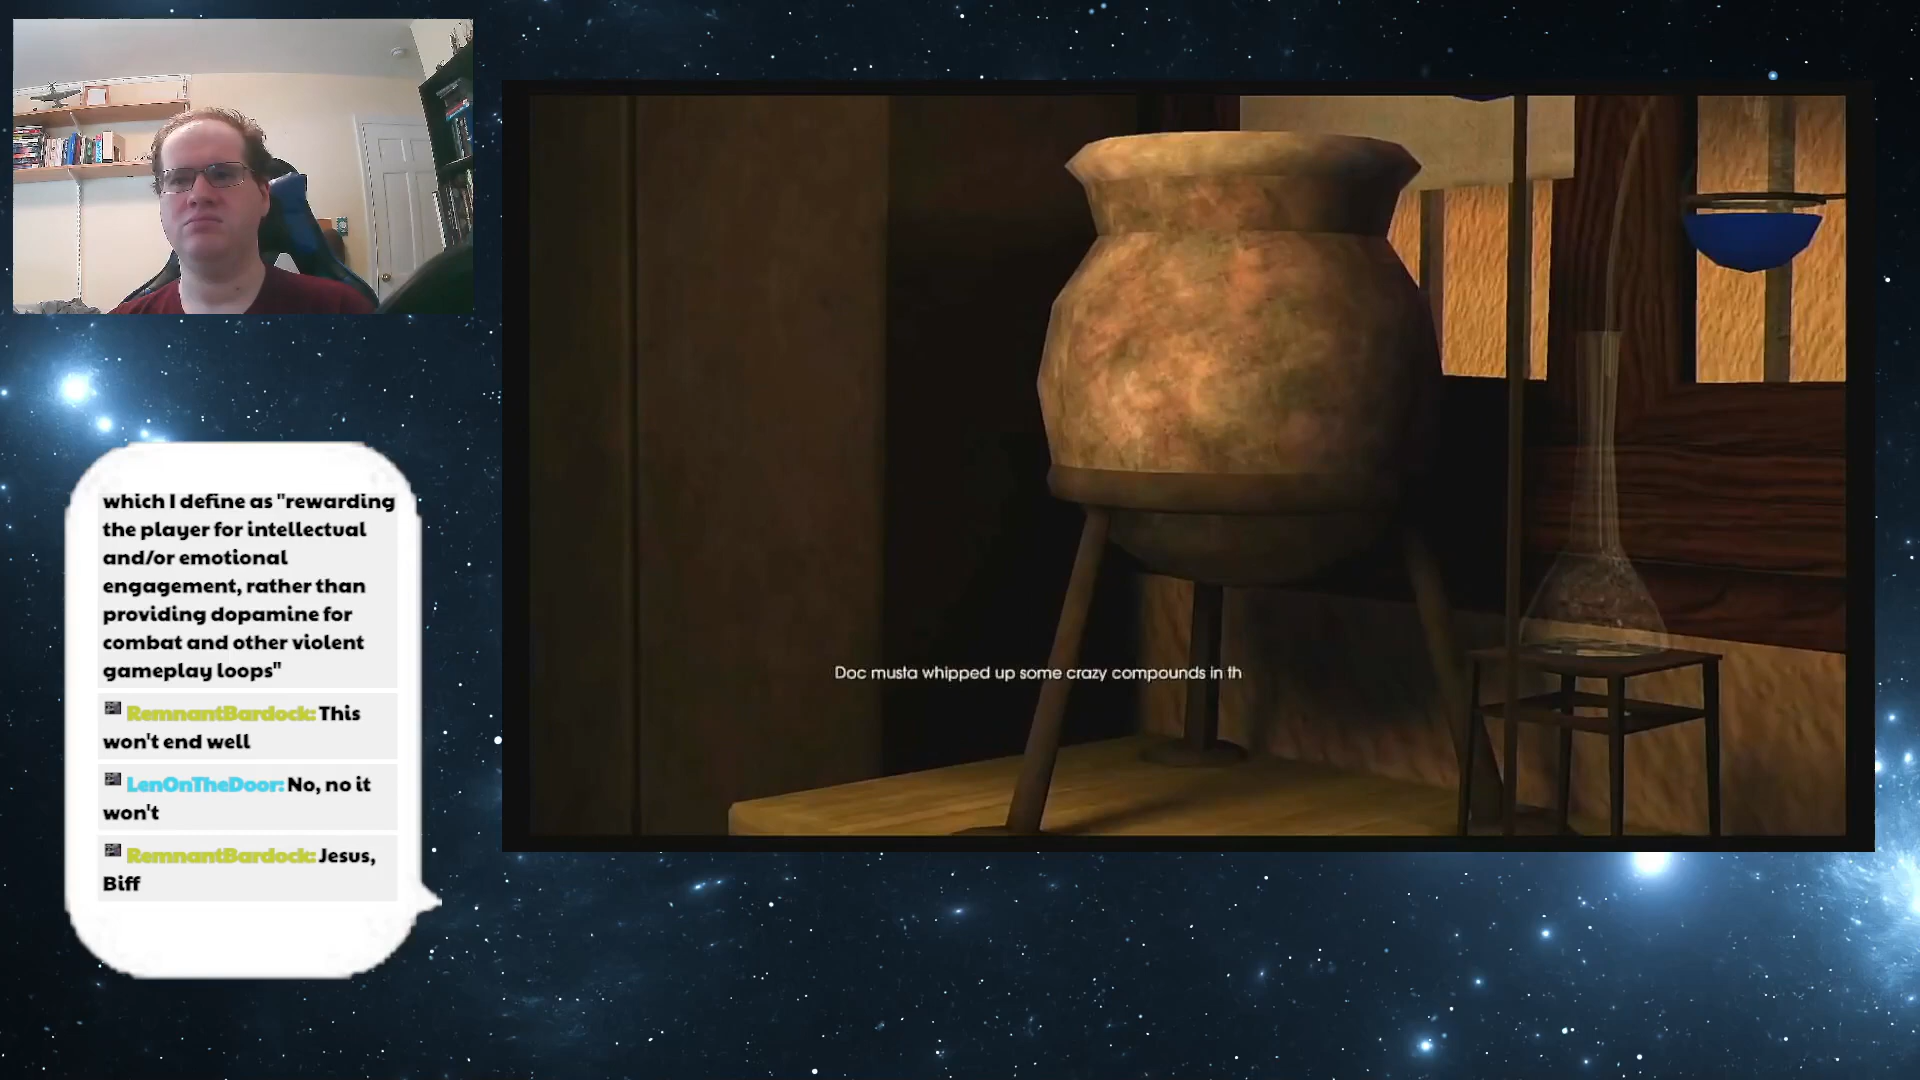 which I define as "rewarding
the player for intellectual
and/or emotional
engagement, rather than
providing dopamine for
combat and other violent
gameplay loops"
RemnantBardock: This
won't end well
LenOnTheDoor: No, no it
won't
RemnantBardock: Jesus,
Biff
Doc musta whipped up some crazy compounds in th